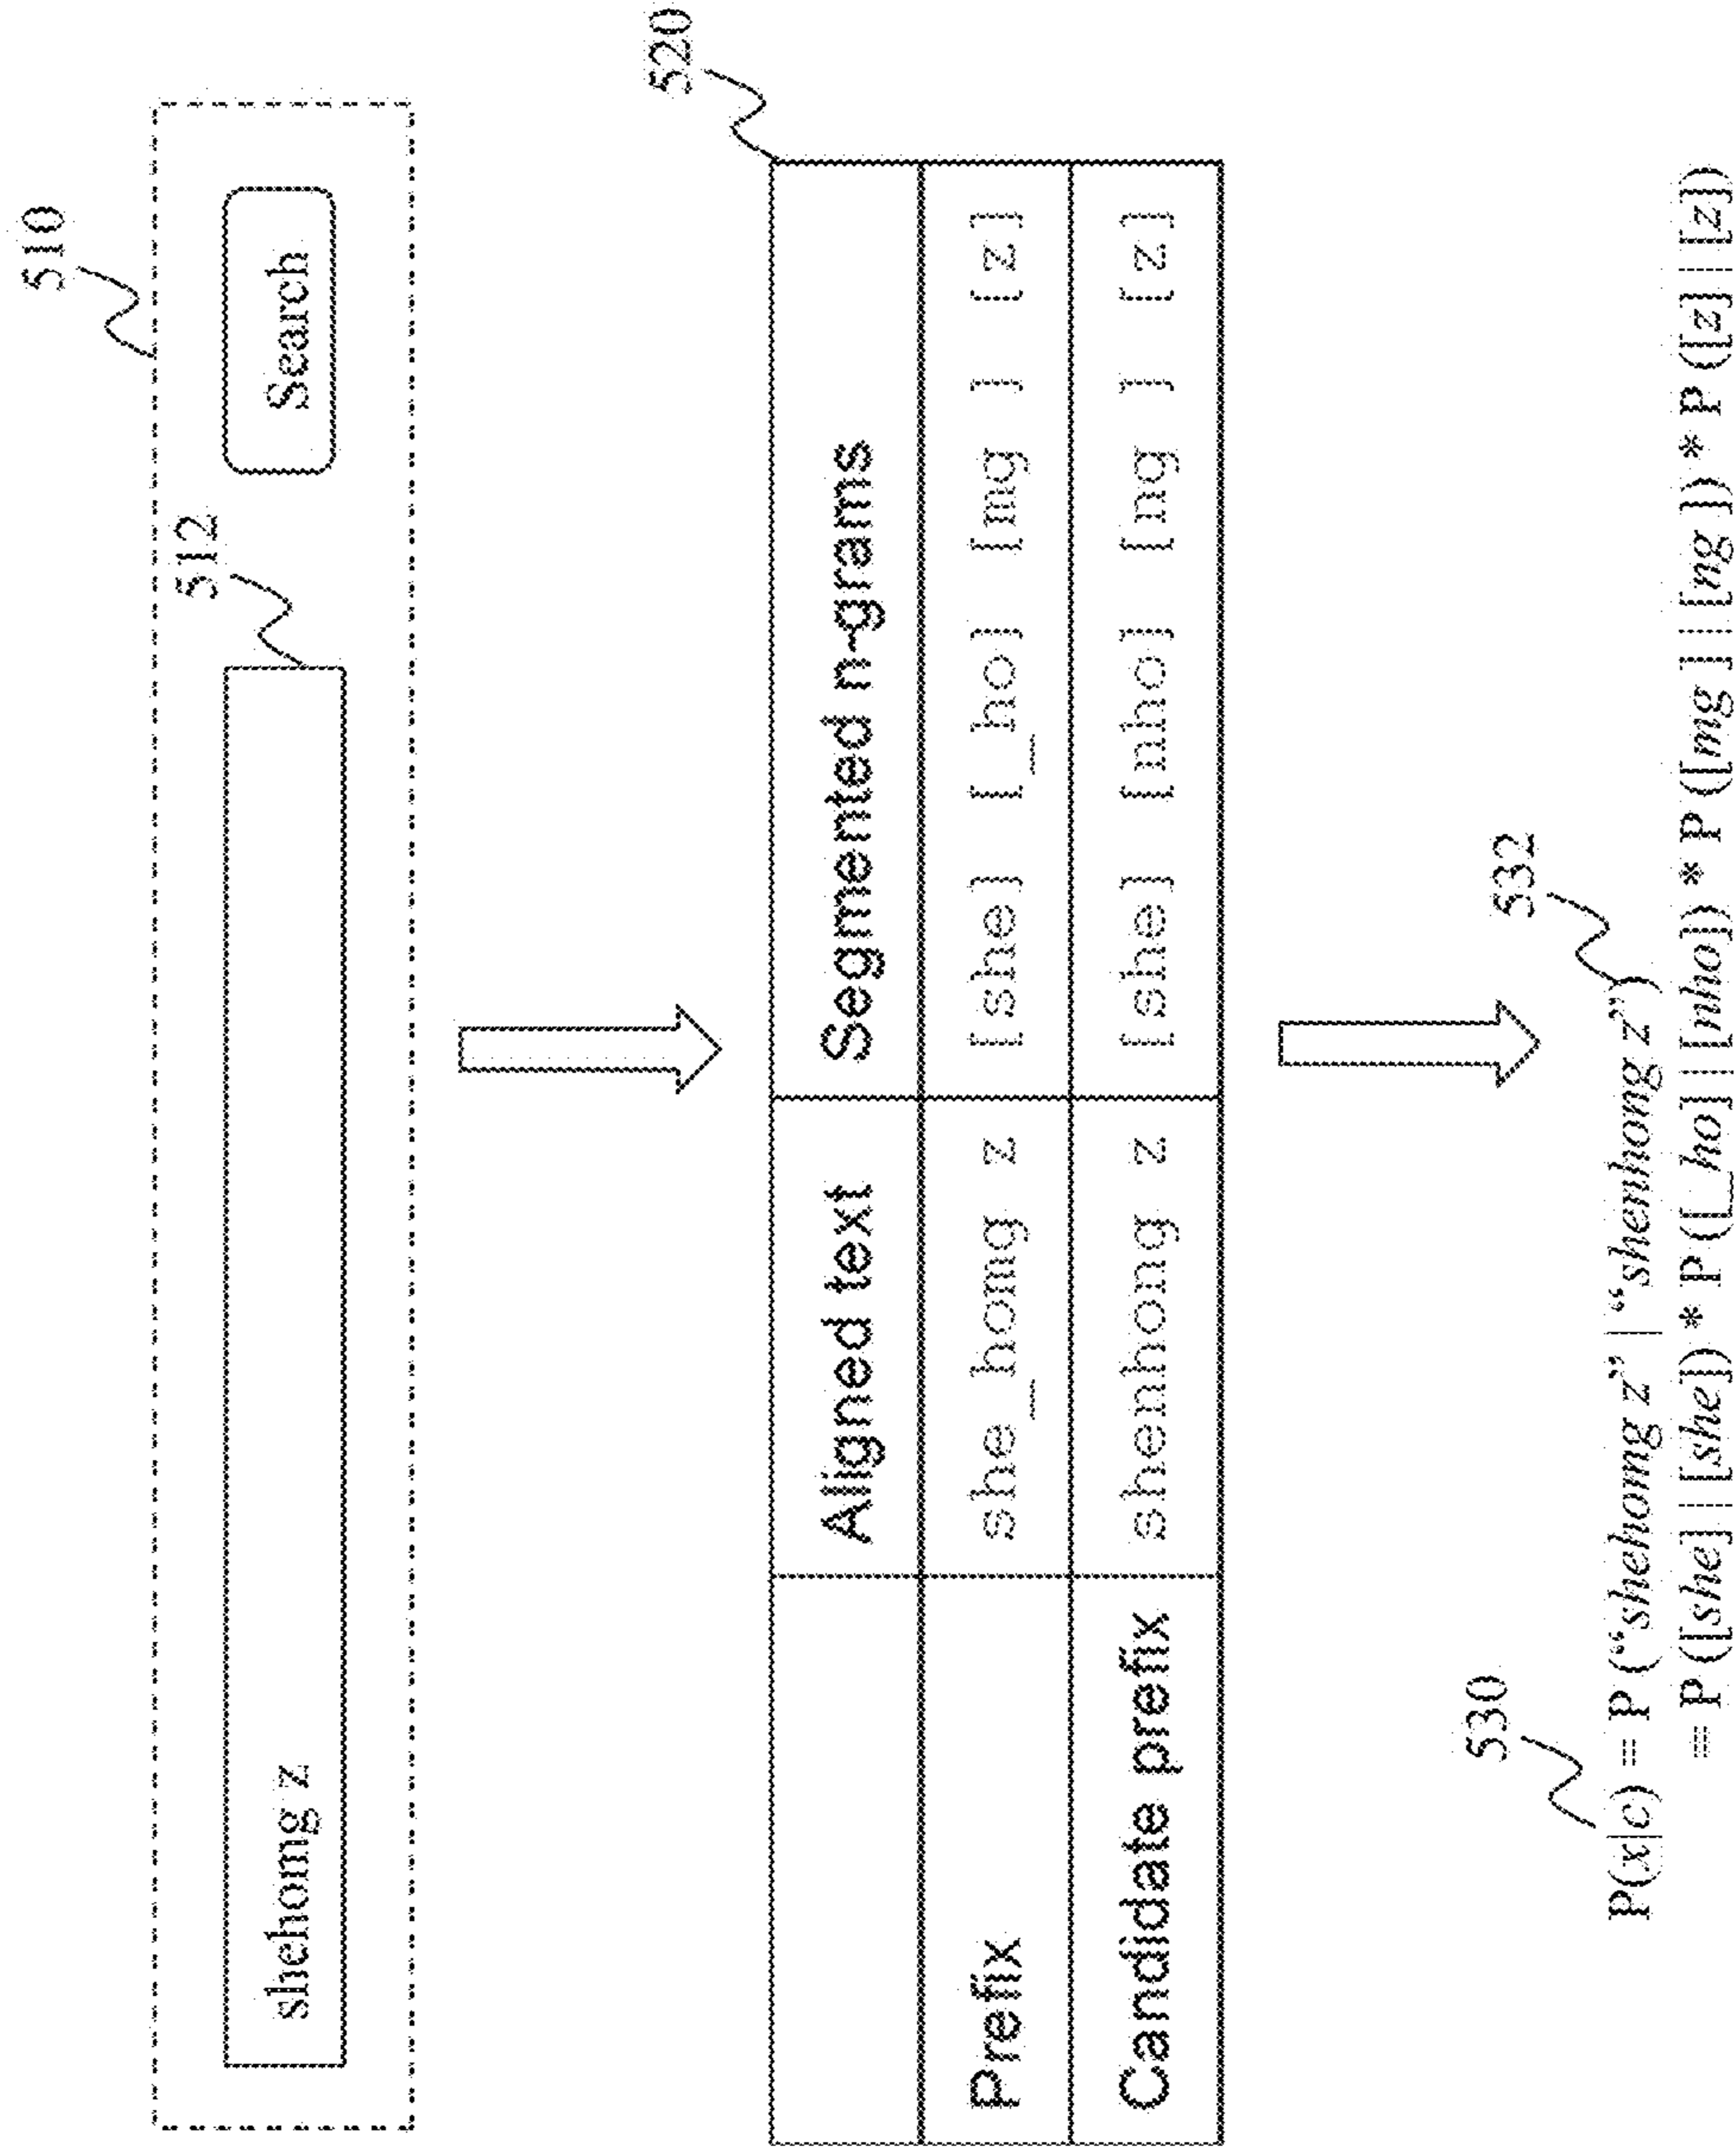 510
512
shehomg z
Search
520
Aligned text Segmented n-grams
Prefix she_homg z [she] [_ho] [mg ] [z]
Candidate prefix shenhong z [she] [nho] [ng ] [z]
530
532
P(x|c) = P (“shehomg z” | “shenhong z”)
= P ([she] | [she]) * P ([_ho] | [nho]) * P ([mg ] | [ng ]) * P ([z] | [z])